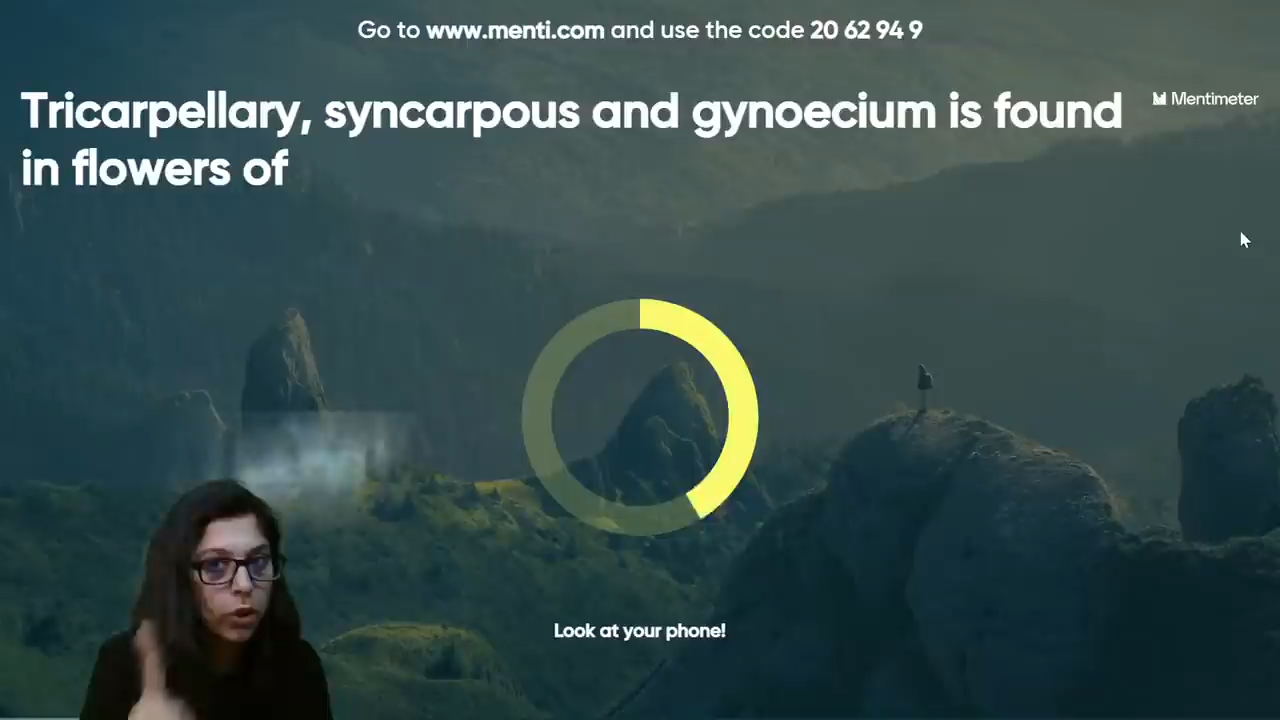 Go to www.menti.com and use the code 20 62 94 9
Tricarpellary, syncarpous and gynoecium is found
in flowers of
Mentimeter
Look at your phone!